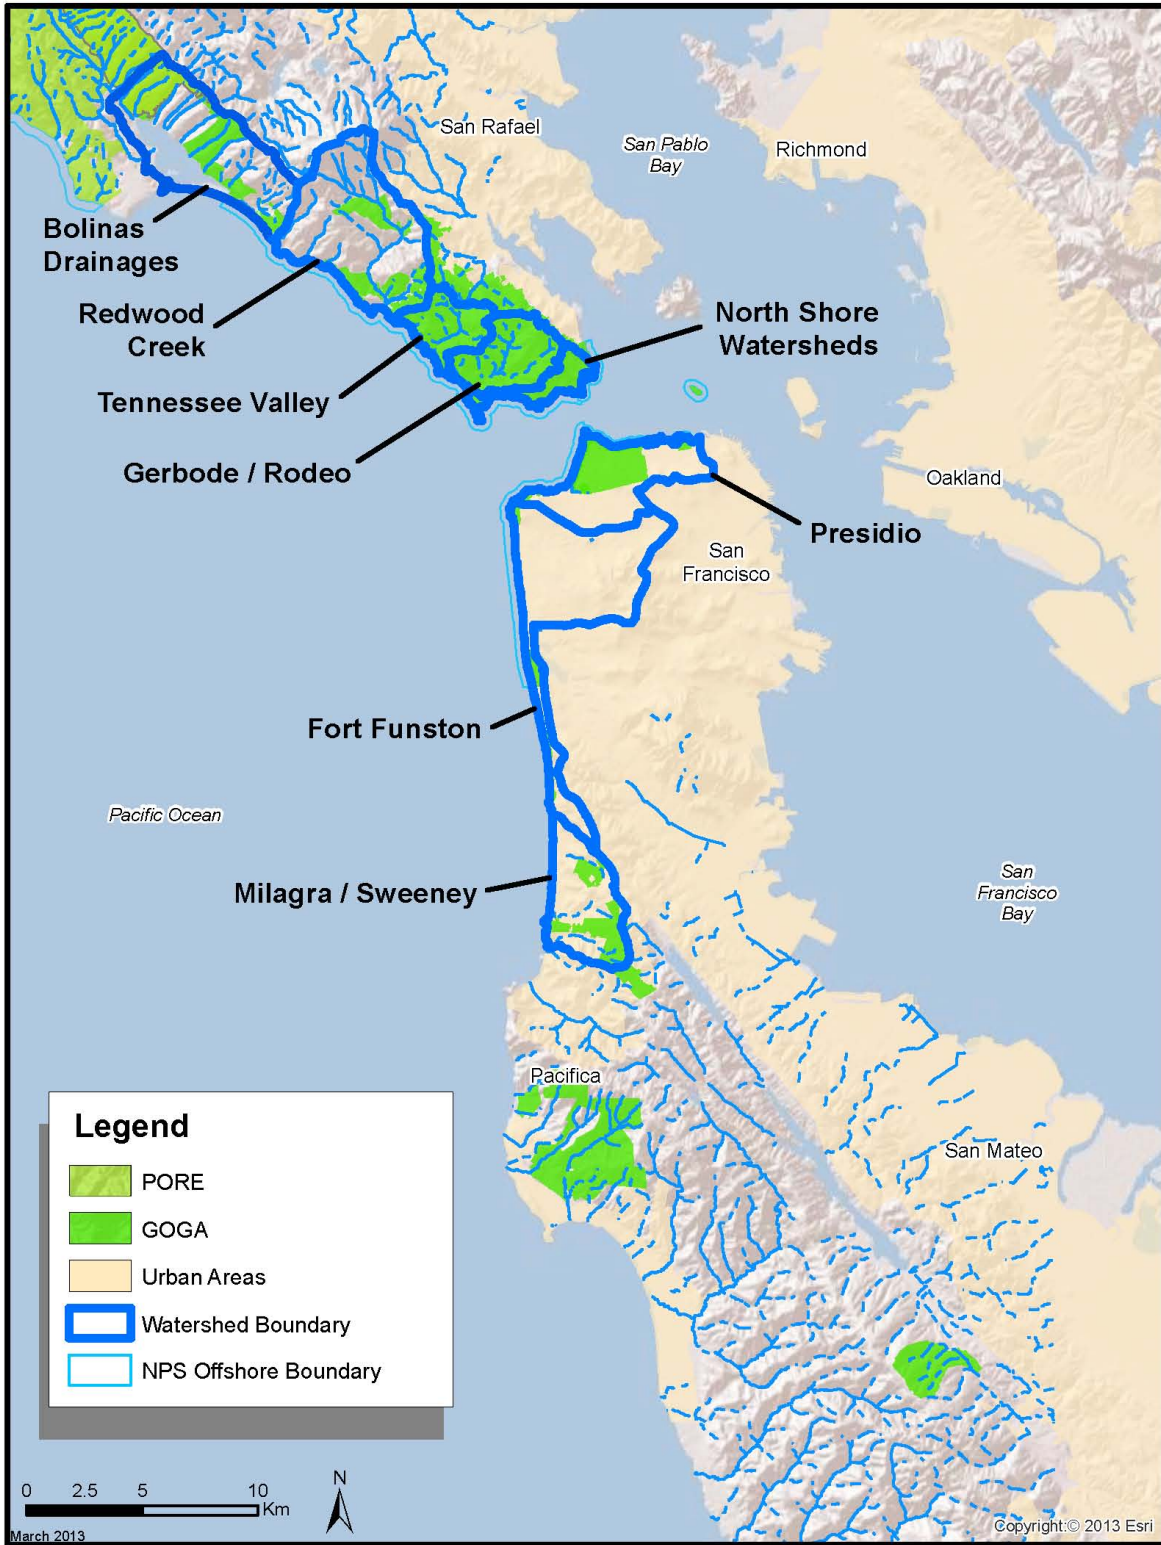 San Rafael
San Pablo
Bay
Richmond
Bolinas
Drainages
Redwood
Creek
North Shore
Watersheds
Tennessee Valley
Gerbode / Rodeo
Oakland
Presidio
San
Francisco
Fort Funston
Pacific Ocean
Milagra / Sweeney
San
Francisco
Bay
Pacifica
San Mateo
Legend
PORE
GOGA
Urban Areas
Watershed Boundary
NPS Offshore Boundary
0 2.5 5 10
Km
N
March 2013
Copyright:© 2013 Esri